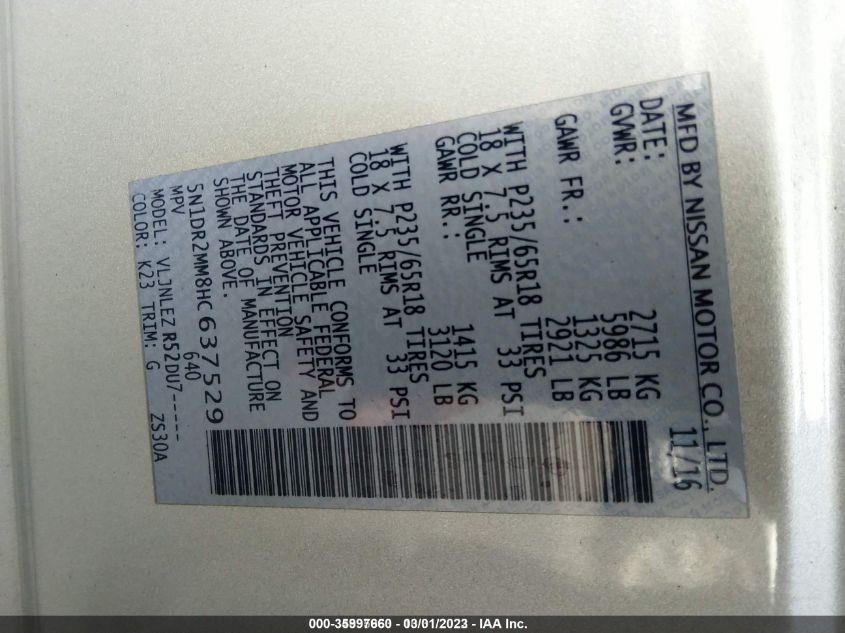 MFD BY NISSAN MOTOR CO., LTD.
DATE: 11/16
GVWR: 2715 KG
5986 LB
GAWR FR.: 1325 KG
2921 LB
WITH P235/65R18 TIRES
18 X 7.5 RIMS AT 33 PSI
COLD SINGLE
GAWR RR.: 1415 KG
3120 LB
WITH P235/65R18 TIRES
18 X 7.5 RIMS AT 33 PSI
COLD SINGLE
THIS VEHICLE CONFORMS TO
ALL APPLICABLE FEDERAL
MOTOR VEHICLE SAFETY AND
THEFT PREVENTION
STANDARDS IN EFFECT ON
THE DATE OF MANUFACTURE
SHOWN ABOVE.
5N1DR2MM8HC637529
MPV 640
MODEL: VLJNLEZ R52DU7-----
COLOR: K23 TRIM: G ZS30A
000-35997660 03/01/2023 - IAA Inc.